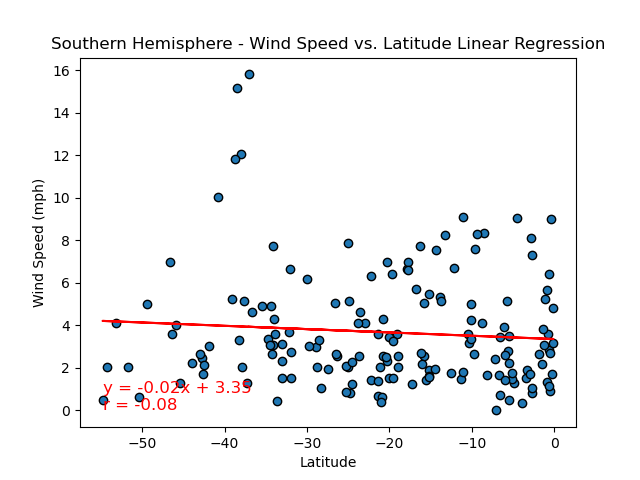 Southern Hemisphere - Wind Speed vs. Latitude Linear Regression
16
14
12
10
8
6
4
2
0
Wind Speed (mph)
y = -0.02x + 3.39
r = -0.08
−50 −40 −30 −20 −10 0
Latitude